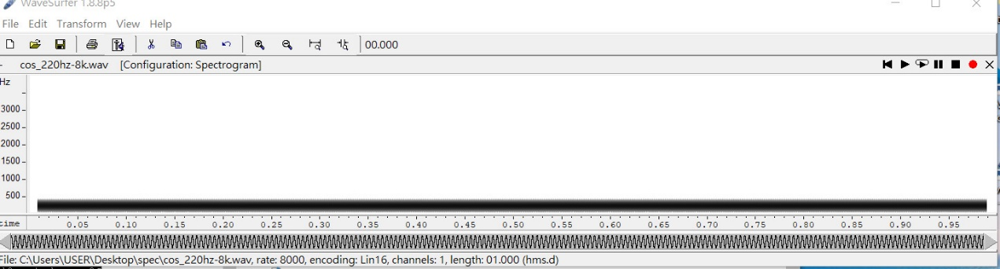 WaveSurfer 1.8.8p5
File Edit Transform View Help
00.000
cos_220hz-8k.wav [Configuration: Spectrogram]
Hz
3000
2500
2000
1500
1000
500
time 0.05 0.10 0.15 0.20 0.25 0.30 0.35 0.40 0.45 0.50 0.55 0.60 0.65 0.70 0.75 0.80 0.85 0.90 0.95
File: C:\Users\USER\Desktop\spec\cos_220hz-8k.wav, rate: 8000, encoding: Lin16, channels: 1, length: 01.000 (hms.d)